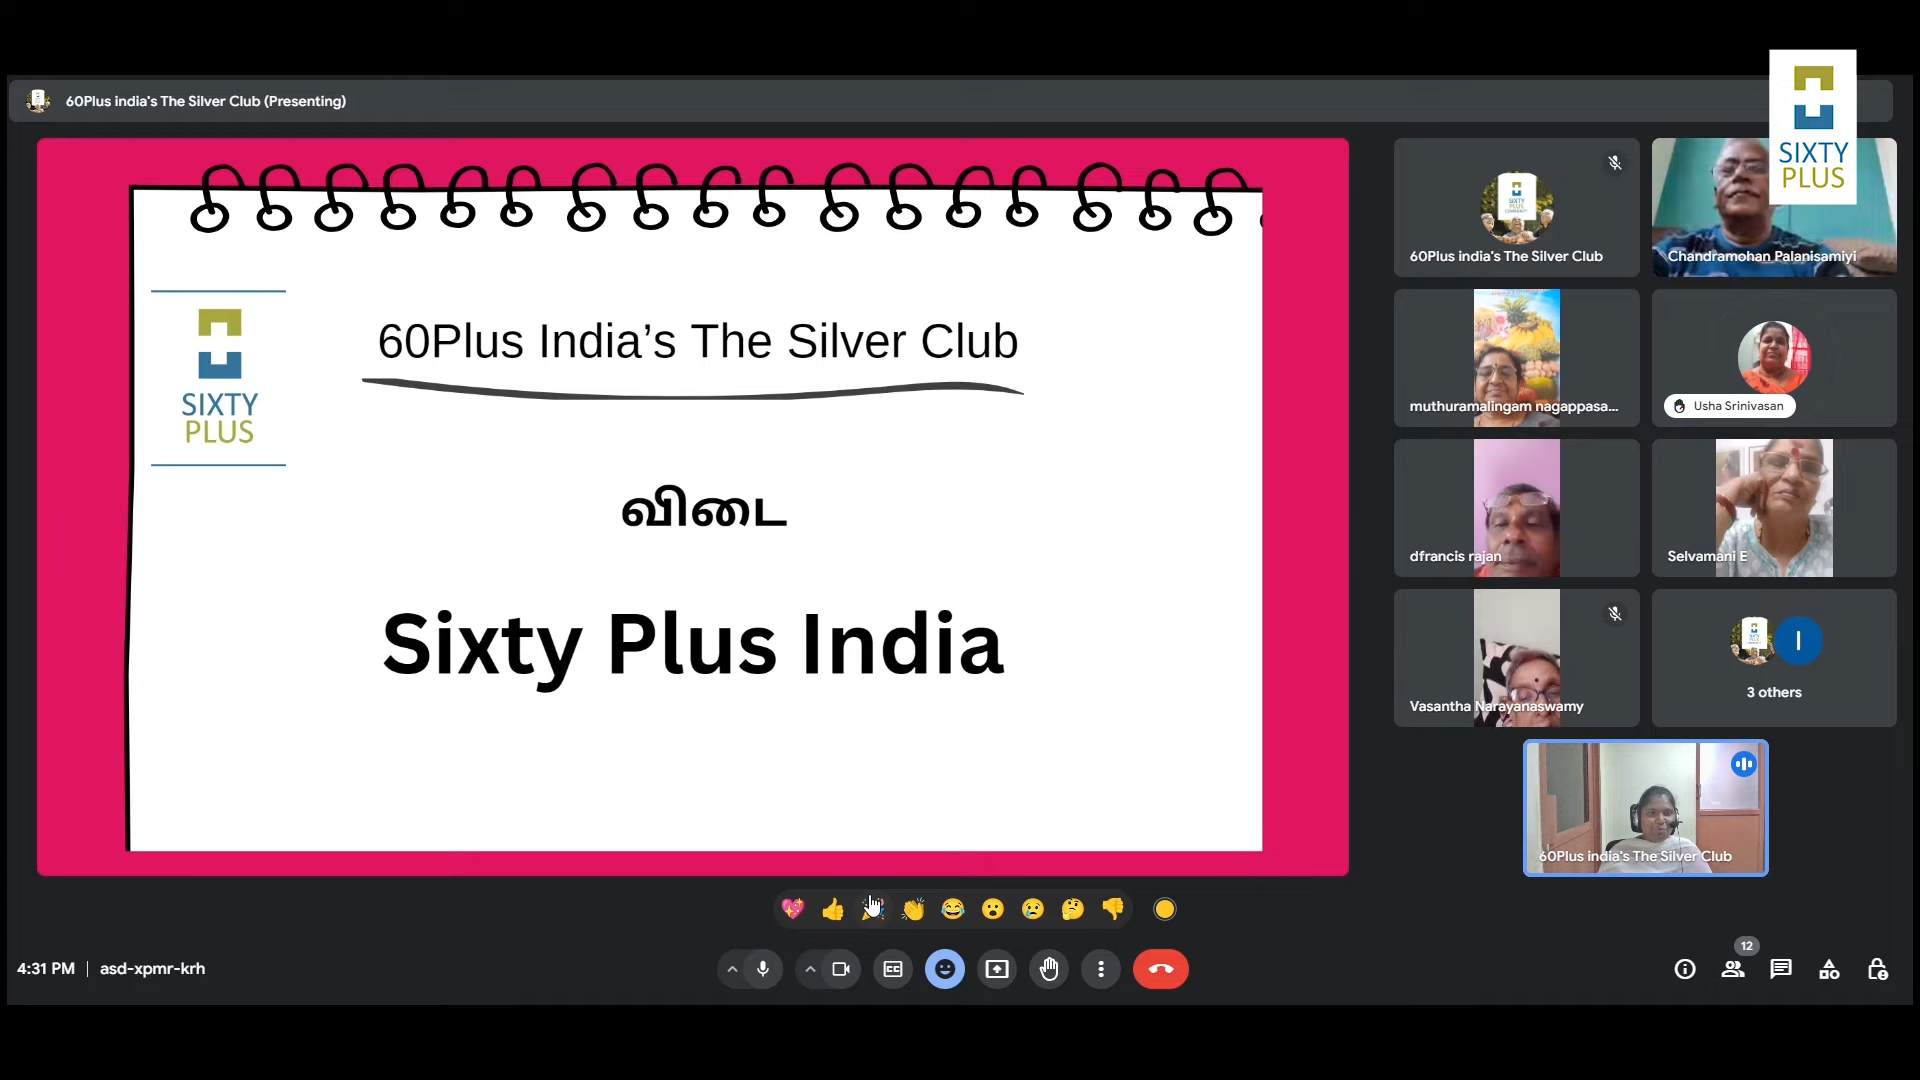 60Plus india's The Silver Club (Presenting)
SIXTY
PLUS
60Plus India’s The Silver Club
SIXTY
PLUS
விடை
Sixty Plus India
60Plus india's The Silver Club
Chandramohan Palanisamiyi
muthuramalingam nagappasa...
Usha Srinivasan
dfrancis rajan
Selvamani E
Vasantha Narayanaswamy
I
3 others
60Plus india's The Silver Club
4:31 PM | asd-xpmr-krh
12